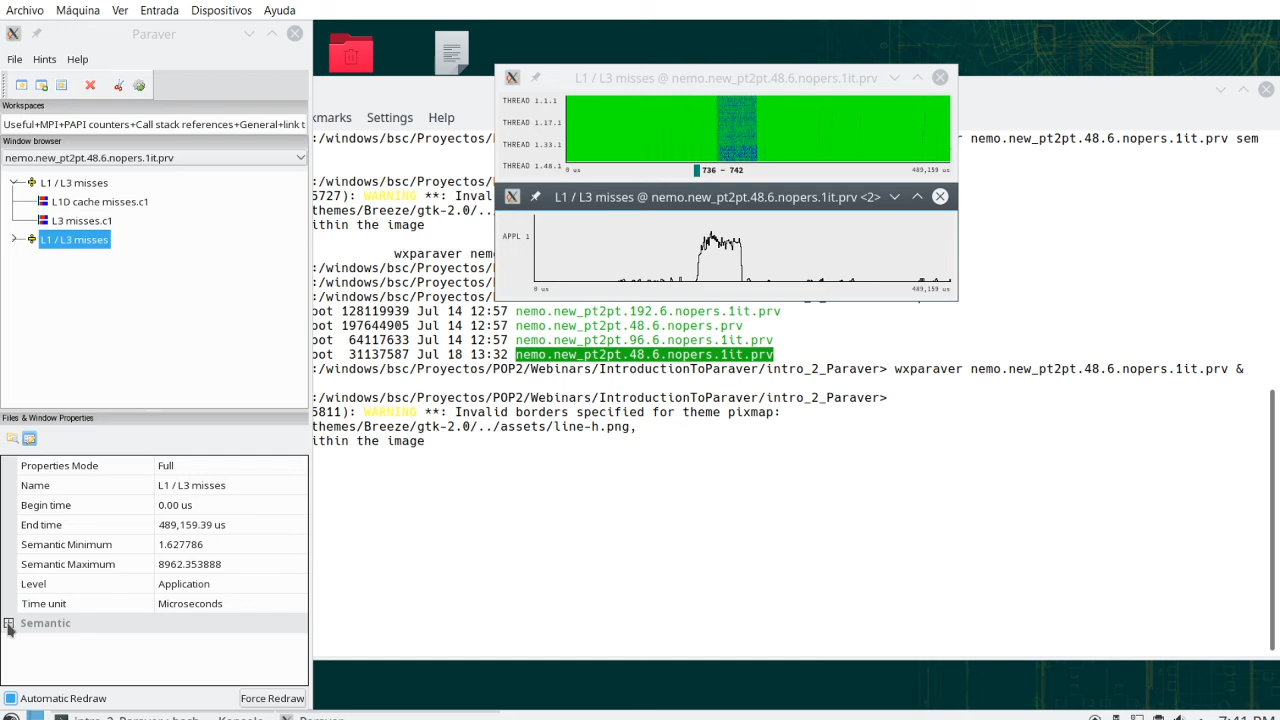 Archivo Máquina Ver Entrada Dispositivos Ayuda
Paraver
File Hints Help
Workspaces
Window browser
nemo.new_pt2pt.48.6.nopers.1it.prv
L1 / L3 misses
L1D cache misses.c1
L3 misses.c1
L1 / L3 misses
Files & Window Properties
Properties Mode Full
Name L1 / L3 misses
Begin time 0.00 us
End time 489,159.39 us
Semantic Minimum 1.627786
Semantic Maximum 8962.353888
Level Application
Time unit Microseconds
Semantic
Automatic Redraw Force Redraw
L1 / L3 misses @ nemo.new_pt2pt.48.6.nopers.1it.prv
THREAD 1.1.1
THREAD 1.17.1
THREAD 1.33.1
THREAD 1.48.1
0 us 736 - 742 489,159 us
L1 / L3 misses @ nemo.new_pt2pt.48.6.nopers.1it.prv <2>
APPL 1
0 us 489,159 us
kmarks Settings Help
:/windows/bsc/Proyectos/ nemo.new_pt2pt.48.6.nopers.1it.prv sem
:/windows/bsc/Proyectos/
5727): WARNING **: Inval
themes/Breeze/gtk-2.0/..
ithin the image
wxparaver nem
:/windows/bsc/Proyectos/
:/windows/bsc/Proyectos/
:/windows/bsc/Proyectos/
oot 128119939 Jul 14 12:57 nemo.new_pt2pt.192.6.nopers.1it.prv
oot 197644905 Jul 14 12:57 nemo.new_pt2pt.48.6.nopers.prv
oot 64117633 Jul 14 12:57 nemo.new_pt2pt.96.6.nopers.1it.prv
oot 31137587 Jul 18 13:32 nemo.new_pt2pt.48.6.nopers.1it.prv
:/windows/bsc/Proyectos/POP2/Webinars/IntroductionToParaver/intro_2_Paraver> wxparaver nemo.new_pt2pt.48.6.nopers.1it.prv &
:/windows/bsc/Proyectos/POP2/Webinars/IntroductionToParaver/intro_2_Paraver>
5811): WARNING **: Invalid borders specified for theme pixmap:
themes/Breeze/gtk-2.0/../assets/line-h.png,
ithin the image